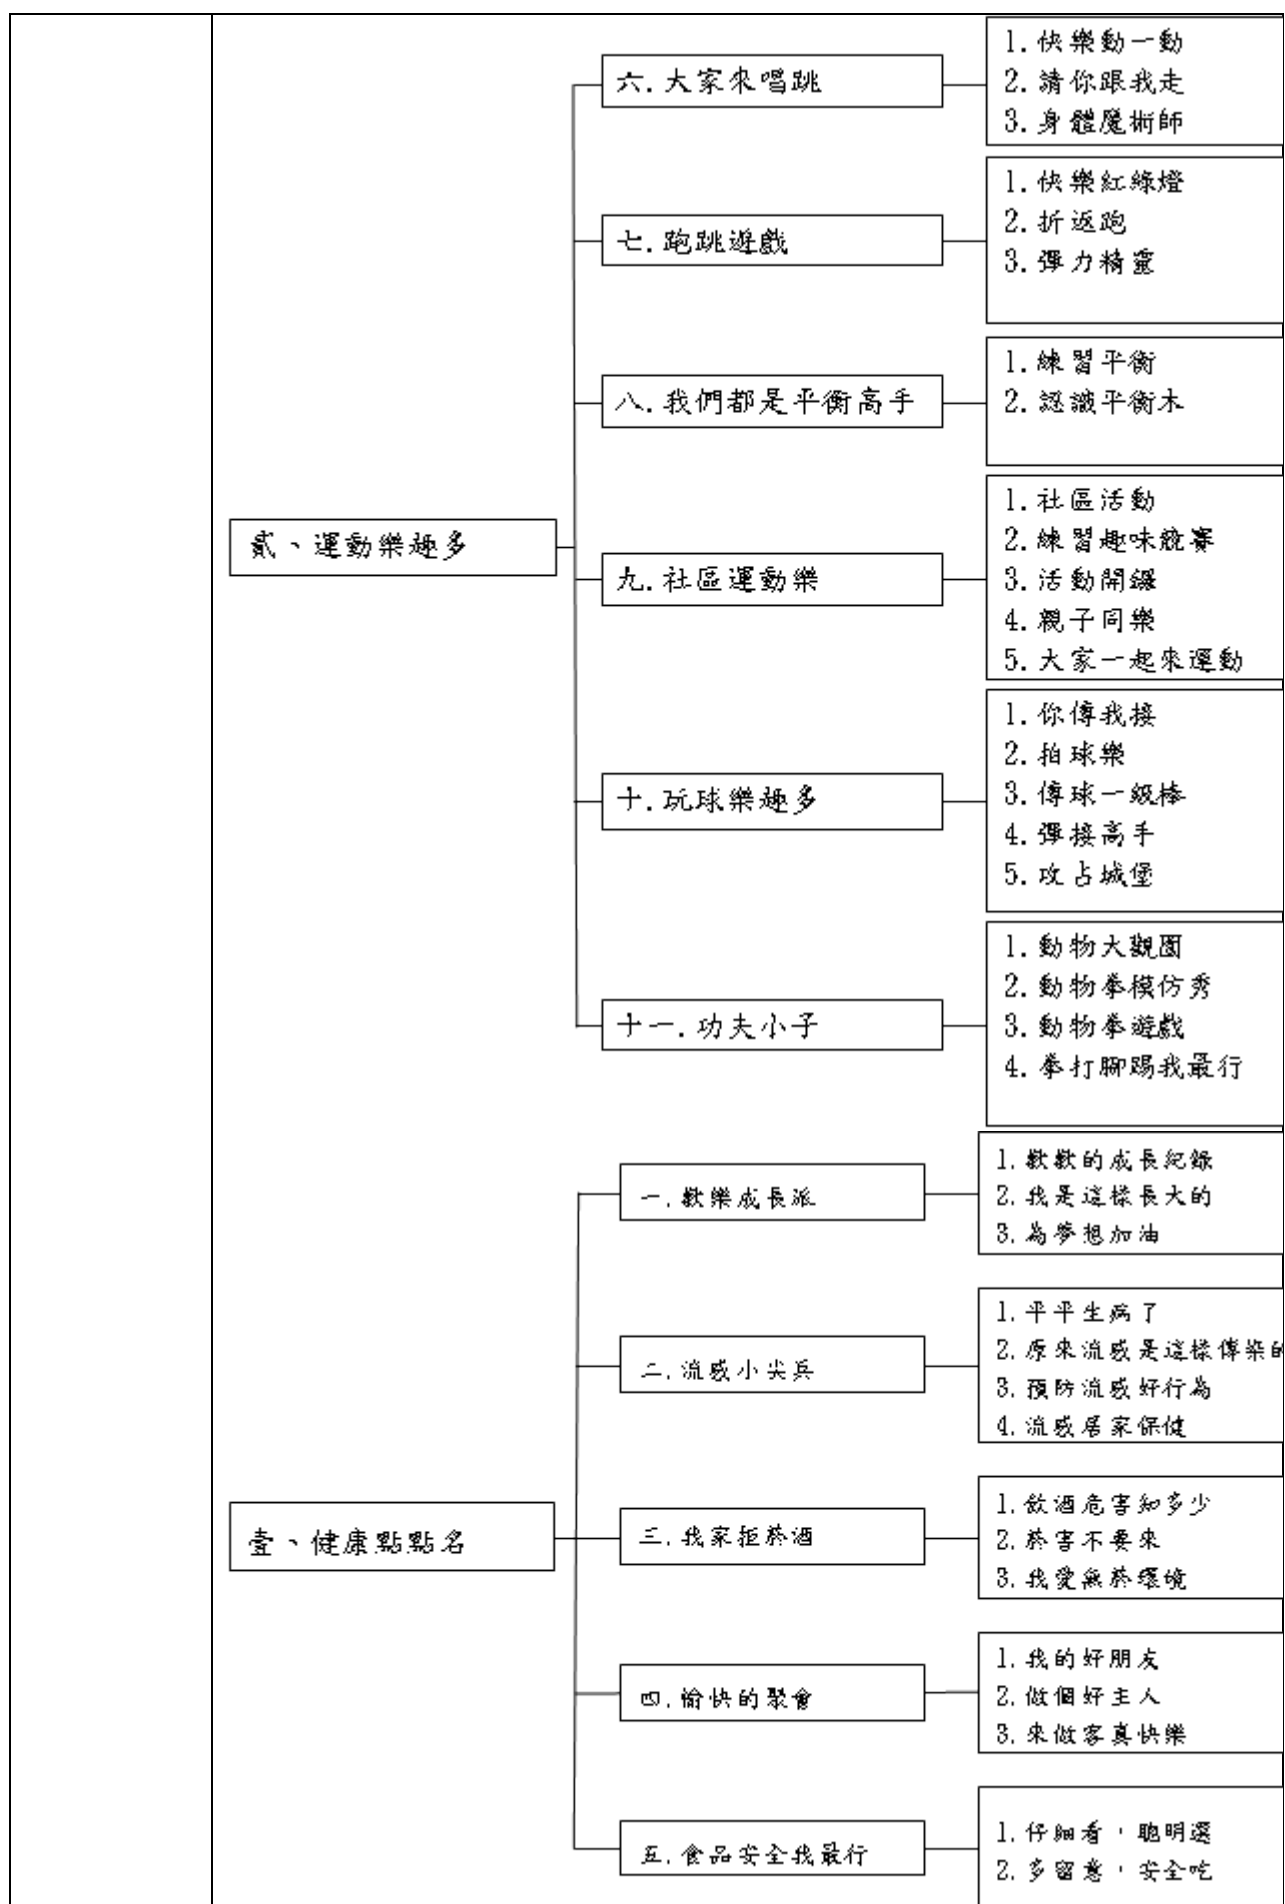 貳、運動樂趣多
六.大家來唱跳
1.快樂動一動
2.請你跟我走
3.身體魔術師
七.跑跳遊戲
1.快樂紅綠燈
2.折返跑
3.彈力精靈
八.我們都是平衡高手
1.練習平衡
2.認識平衡木
九.社區運動樂
1.社區活動
2.練習趣味競賽
3.活動開鑼
4.親子同樂
5.大家一起來運動
十.玩球樂趣多
1.你傳我接
2.拍球樂
3.傳球一級棒
4.彈接高手
5.攻占城堡
十一.功夫小子
1.動物大觀園
2.動物拳模仿秀
3.動物拳遊戲
4.拳打腳踢我最行
壹、健康點點名
一.歡樂成長派
1.歡歡的成長紀錄
2.我是這樣長大的
3.為夢想加油
二.流感小尖兵
1.平平生病了
2.原來流感是這樣傳染的
3.預防流感好行為
4.流感居家保健
三.我家拒菸酒
1.飲酒危害知多少
2.菸害不要來
3.我愛無菸環境
四.愉快的聚會
1.我的好朋友
2.做個好主人
3.來做客真快樂
五.食品安全我最行
1.仔細看，聰明選
2.多留意，安全吃